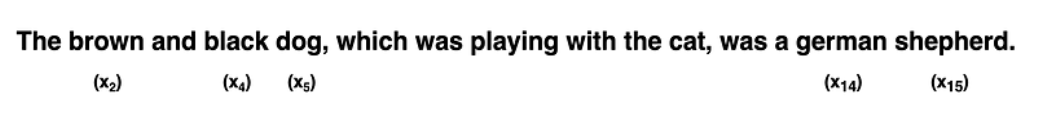 The brown and black dog, which was playing with the cat, was a german shepherd.
(x₂) (x₄) (x₅) (x₁₄) (x₁₅)